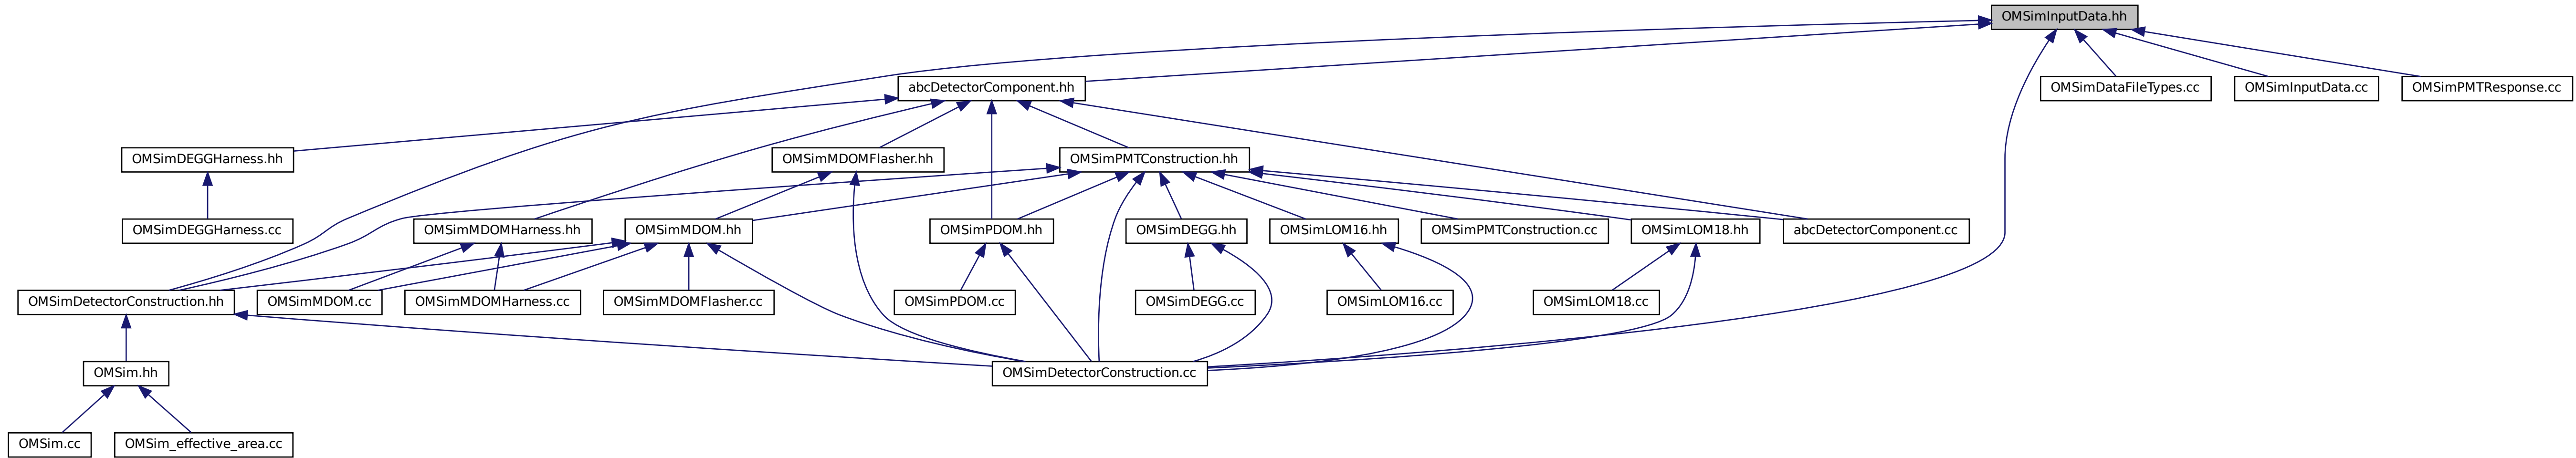 OMSimInputData.hh
abcDetectorComponent.hh
OMSimDataFileTypes.cc
OMSimInputData.cc
OMSimPMTResponse.cc
OMSimDEGGHarness.hh
OMSimMDOMFlasher.hh
OMSimPMTConstruction.hh
OMSimDEGGHarness.cc
OMSimMDOMHarness.hh
OMSimMDOM.hh
OMSimPDOM.hh
OMSimDEGG.hh
OMSimLOM16.hh
OMSimPMTConstruction.cc
OMSimLOM18.hh
abcDetectorComponent.cc
OMSimDetectorConstruction.hh
OMSimMDOM.cc
OMSimMDOMHarness.cc
OMSimMDOMFlasher.cc
OMSimPDOM.cc
OMSimDEGG.cc
OMSimLOM16.cc
OMSimLOM18.cc
OMSim.hh
OMSimDetectorConstruction.cc
OMSim.cc
OMSim_effective_area.cc